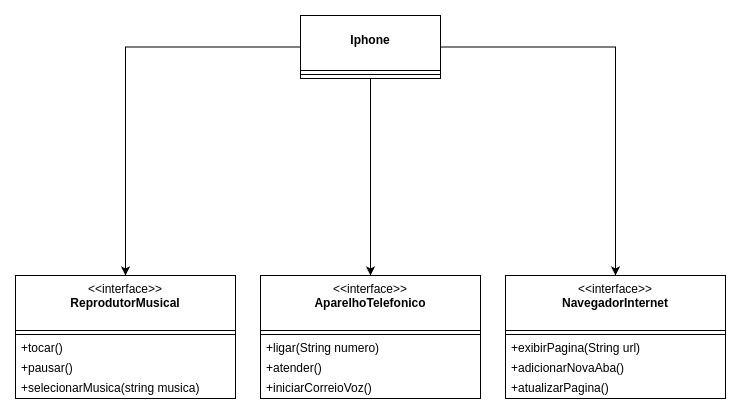 Iphone
<<interface>>
ReprodutorMusical
+tocar()
+pausar()
+selecionarMusica(string musica)
<<interface>>
AparelhoTelefonico
+ligar(String numero)
+atender()
+iniciarCorreioVoz()
<<interface>>
NavegadorInternet
+exibirPagina(String url)
+adicionarNovaAba()
+atualizarPagina()